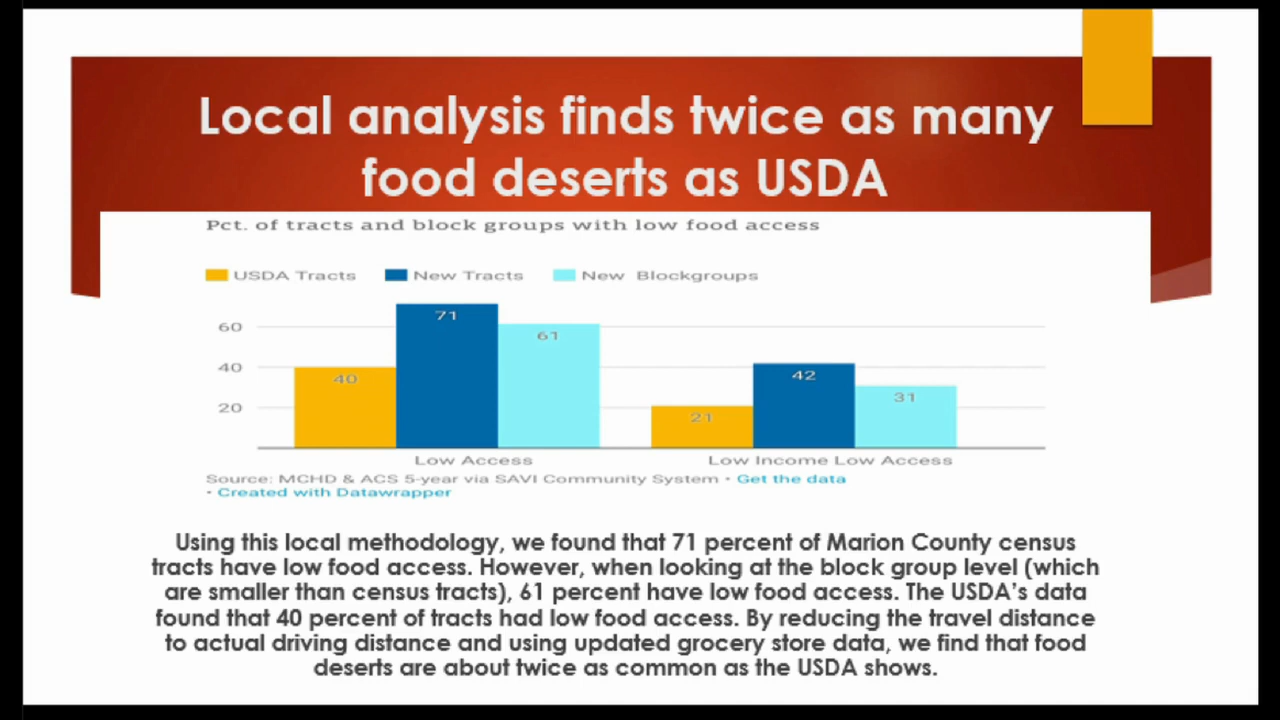 Local analysis finds twice as many
food deserts as USDA
Pct. of tracts and block groups with low food access
USDA Tracts New Tracts New Blockgroups
60
40
20
40
71
61
21
42
31
Low Access Low Income Low Access
Source: MCHD & ACS 5-year via SAVI Community System • Get the data
• Created with Datawrapper
Using this local methodology, we found that 71 percent of Marion County census
tracts have low food access. However, when looking at the block group level (which
are smaller than census tracts), 61 percent have low food access. The USDA's data
found that 40 percent of tracts had low food access. By reducing the travel distance
to actual driving distance and using updated grocery store data, we find that food
deserts are about twice as common as the USDA shows.